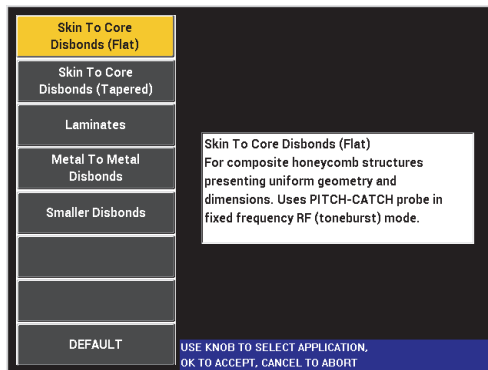 Skin To Core
Disbonds (Flat)
Skin To Core
Disbonds (Tapered)
Laminates
Metal To Metal
Disbonds
Smaller Disbonds
DEFAULT
Skin To Core Disbonds (Flat)
For composite honeycomb structures
presenting uniform geometry and
dimensions. Uses PITCH-CATCH probe in
fixed frequency RF (toneburst) mode.
USE KNOB TO SELECT APPLICATION,
OK TO ACCEPT, CANCEL TO ABORT